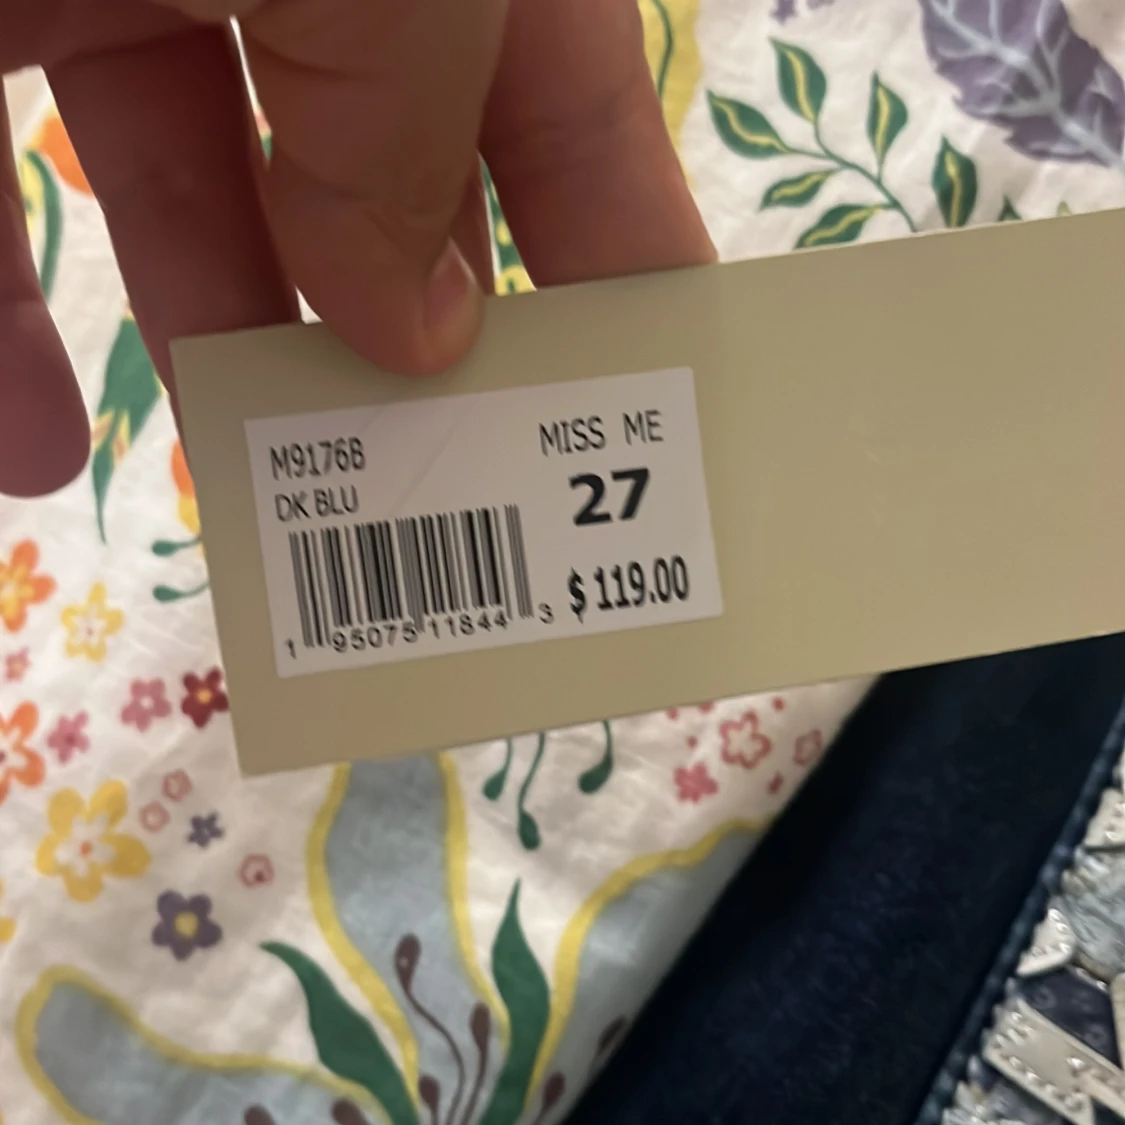 M9176B
DK BLU
MISS ME
27
$119.00
1 95075 11844 3